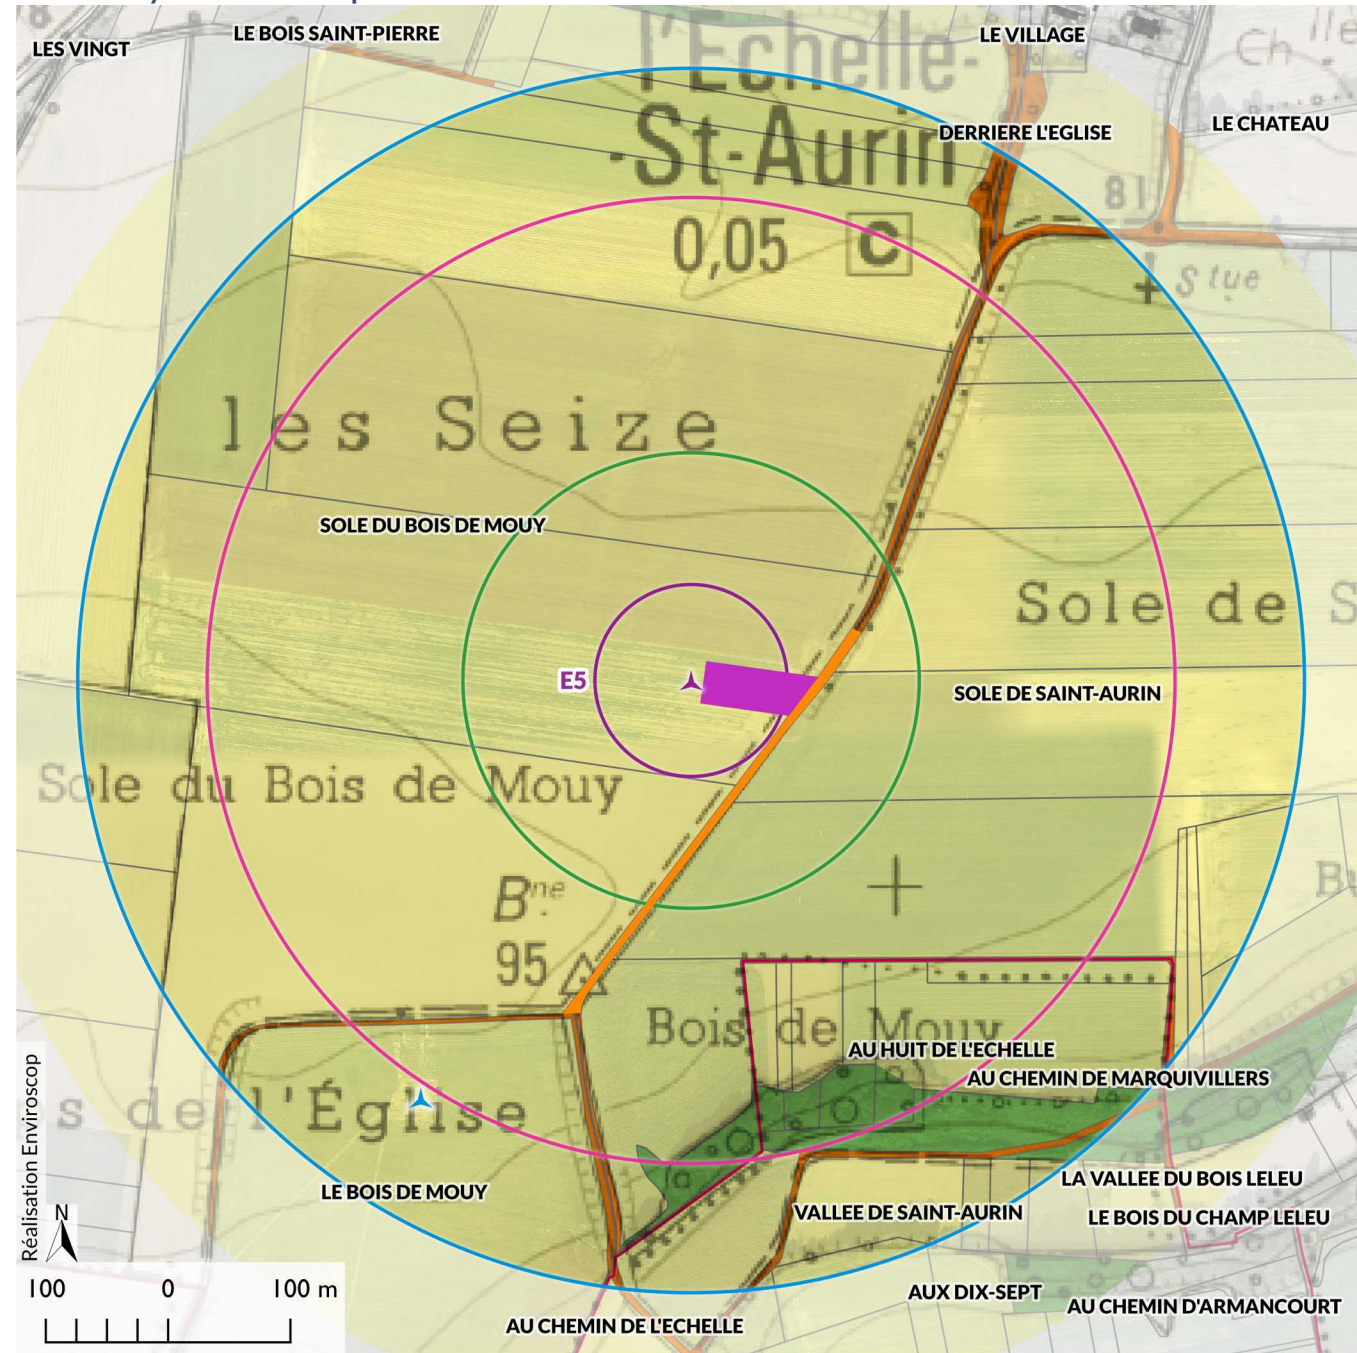 LES VINGT
LE BOIS SAINT-PIERRE
LE VILLAGE
l'Echelle-
Ch
lle
DERRIERE L'EGLISE
LE CHATEAU
-St-Aurin
81
0,05
C
Stue
les Seize
SOLE DU BOIS DE MOUY
Sole de S
E5
SOLE DE SAINT-AURIN
Sole du Bois de Mouy
Bne
95
Bois de Mouy
AU HUIT DE L'ECHELLE
AU CHEMIN DE MARQUIVILLERS
s de l'Église
LE BOIS DE MOUY
LA VALLEE DU BOIS LELEU
VALLEE DE SAINT-AURIN
LE BOIS DU CHAMP LELEU
Réalisation Enviroscop
N
100 0 100 m
AUX DIX-SEPT
AU CHEMIN D'ARMANCOURT
AU CHEMIN DE L'ECHELLE